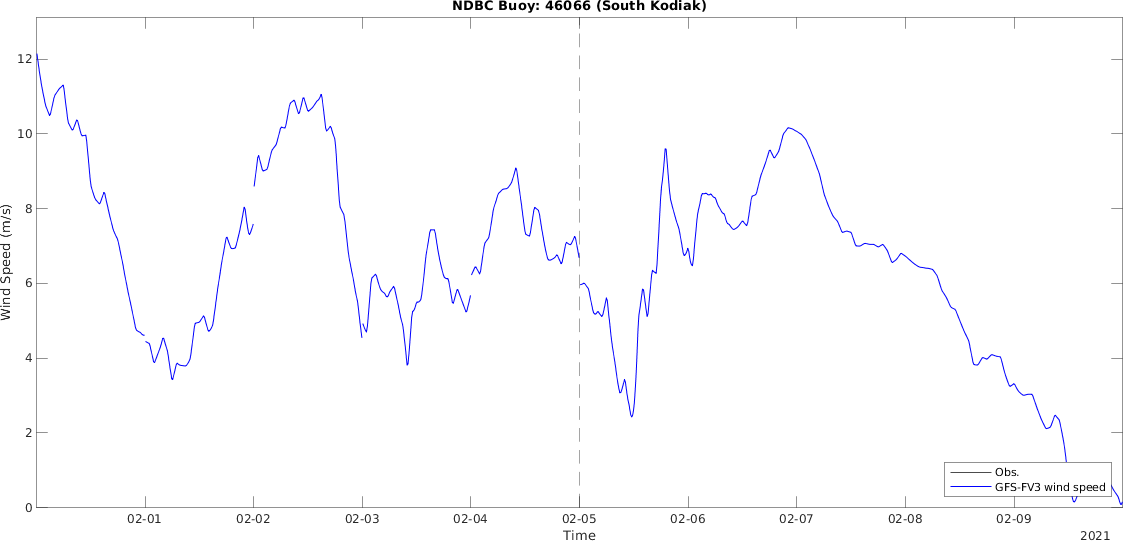 NDBC Buoy: 46066 (South Kodiak)
12
10
8
6
4
2
0
Wind Speed (m/s)
Obs.
GFS-FV3 wind speed
02-01 02-02 02-03 02-04 02-05 02-06 02-07 02-08 02-09
Time
2021